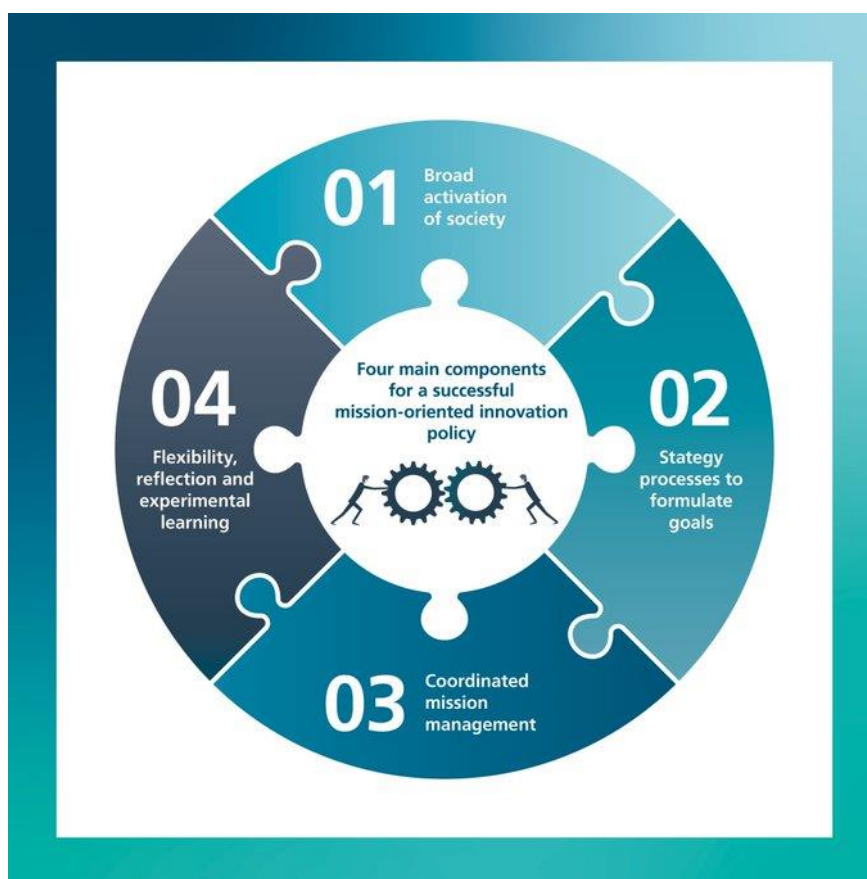 01
Broad
activation
of society
Four main components
for a successful
mission-oriented innovation
policy
02
Stategy
processes to
formulate
goals
03
Coordinated
mission
management
04
Flexibility,
reflection and
experimental
learning